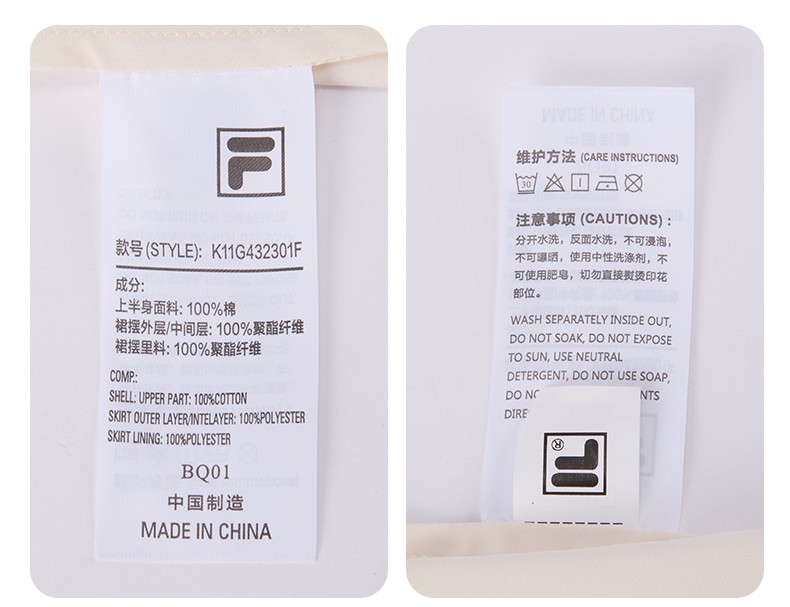 款号(STYLE): K11G432301F
成分:
上半身面料: 100%棉
裙摆外层/中间层: 100%聚酯纤维
裙摆里料: 100%聚酯纤维
COMP.:
SHELL: UPPER PART: 100%COTTON
SKIRT OUTER LAYER/INTELAYER: 100%POLYESTER
SKIRT LINING: 100%POLYESTER
BQ01
中国制造
MADE IN CHINA
MADE IN CHINA
维护方法 (CARE INSTRUCTIONS)
30
注意事项 (CAUTIONS) :
分开水洗，反面水洗，不可浸泡，
不可曝晒，使用中性洗涤剂，不
可使用肥皂，切勿直接熨烫印花
部位。
WASH SEPARATELY INSIDE OUT,
DO NOT SOAK, DO NOT EXPOSE
TO SUN, USE NEUTRAL
DETERGENT, DO NOT USE SOAP,
DO
DIRE
®